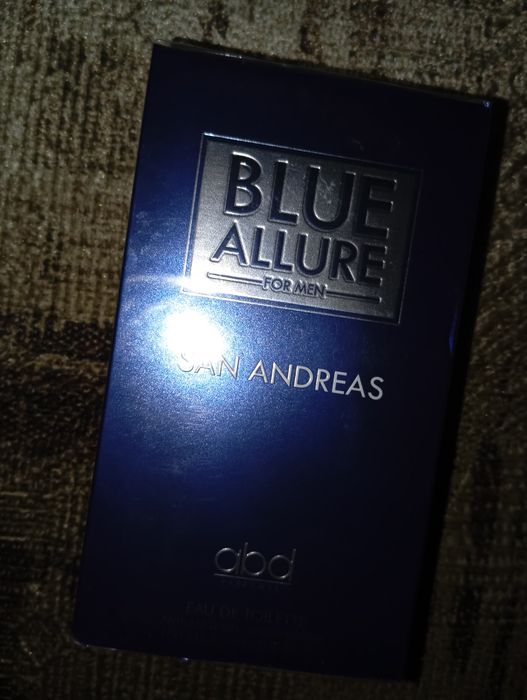 BLUE
ALLURE
FOR MEN
SAN ANDREAS
abd
EAU DE TOILETTE